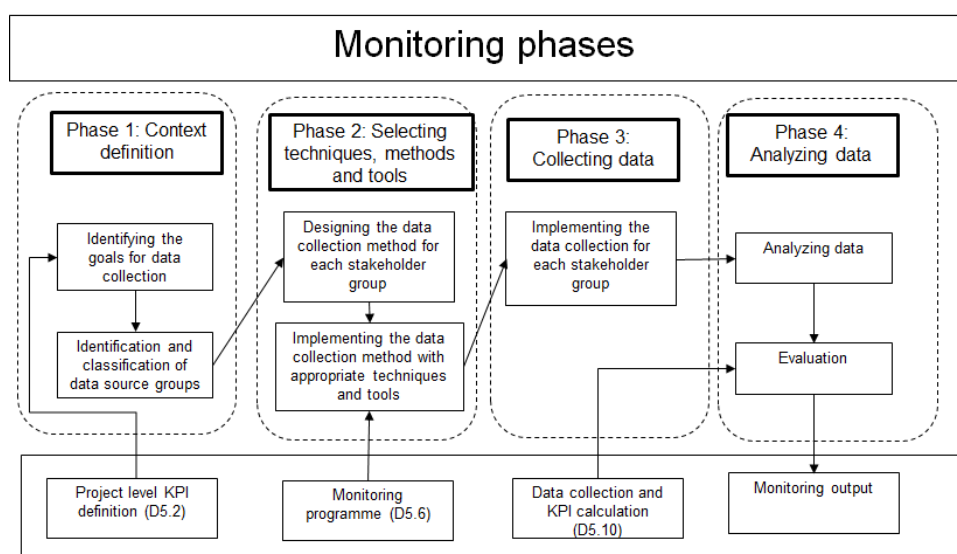 Monitoring phases
Phase 1: Context
definition
Phase 2: Selecting
techniques, methods
and tools
Phase 3:
Collecting data
Phase 4:
Analyzing data
Identifying the
goals for data
collection
Identification and
classification of
data source groups
Designing the data
collection method for
each stakeholder
group
Implementing the data
collection method with
appropriate techniques
and tools
Implementing the
data collection for
each stakeholder
group
Analyzing data
Evaluation
Project level KPI
definition (D5.2)
Monitoring
programme (D5.6)
Data collection and
KPI calculation
(D5.10)
Monitoring output